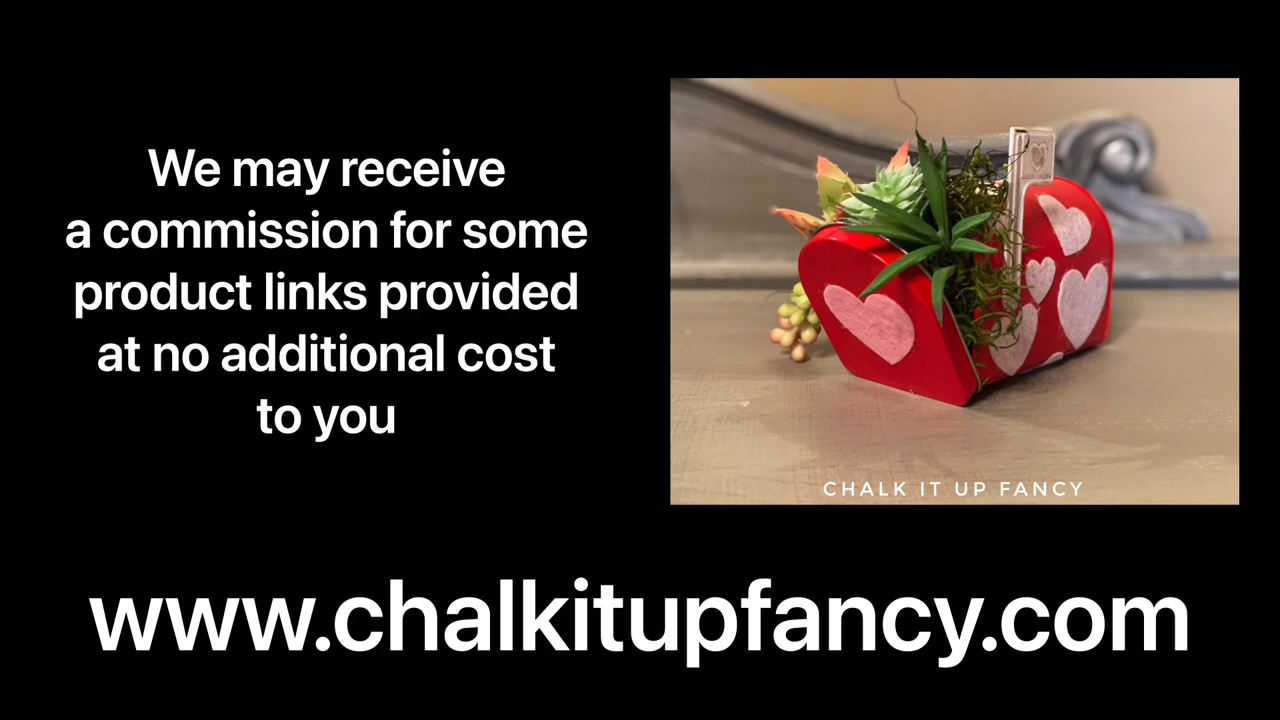 We may receive
a commission for some
product links provided
at no additional cost
to you
CHALK IT UP FANCY
www.chalkitupfancy.com